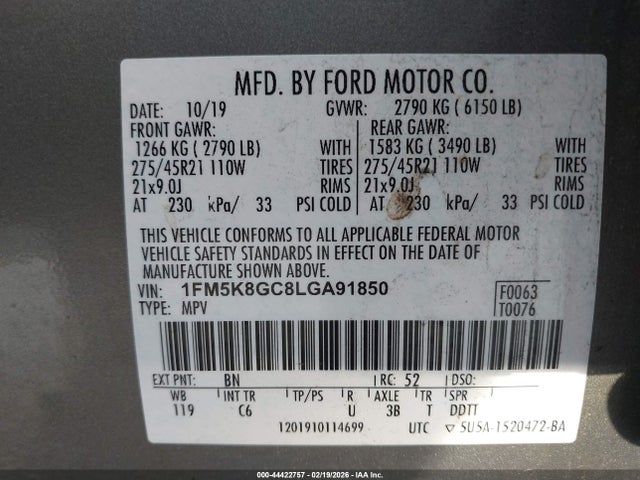 MFD. BY FORD MOTOR CO.
DATE: 10/19 GVWR: 2790 KG ( 6150 LB)
FRONT GAWR: REAR GAWR:
1266 KG ( 2790 LB) WITH 1583 KG ( 3490 LB) WITH
275/45R21 110W TIRES 275/45R21 110W TIRES
21x9.0J RIMS 21x9.0J RIMS
AT 230 kPa/ 33 PSI COLD AT 230 kPa/ 33 PSI COLD
THIS VEHICLE CONFORMS TO ALL APPLICABLE FEDERAL MOTOR
VEHICLE SAFETY STANDARDS IN EFFECT ON THE DATE OF
MANUFACTURE SHOWN ABOVE.
VIN: 1FM5K8GC8LGA91850 F0063
TYPE: MPV T0076
EXT PNT: BN RC: 52 DSO:
WB INT TR TP/PS R AXLE TR SPR
119 C6 U 3B T DDTT
1201910114699 UTC ▽ 5U5A-1520472-BA
000-44422757 - 02/19/2026 - IAA, Inc.